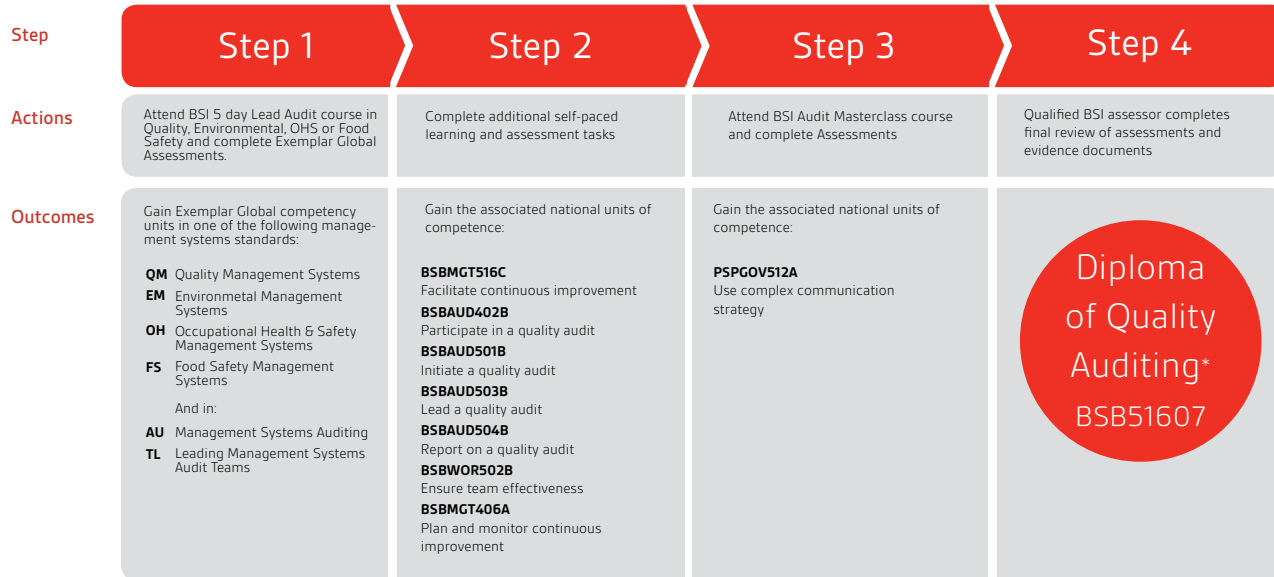 Step
Step 1
Step 2
Step 3
Step 4
Actions
Attend BSI 5 day Lead Audit course in
Quality, Environmental, OHS or Food
Safety and complete Exemplar Global
Assessments.
Complete additional self-paced
learning and assessment tasks
Attend BSI Audit Masterclass course
and complete Assessments
Qualified BSI assessor completes
final review of assessments and
evidence documents
Outcomes
Gain Exemplar Global competency
units in one of the following manage-
ment systems standards:
QM Quality Management Systems
EM Environmetal Management
Systems
OH Occupational Health & Safety
Management Systems
FS Food Safety Management
Systems
And in:
AU Management Systems Auditing
TL Leading Management Systems
Audit Teams
Gain the associated national units of
competence:
BSBMGT516C
Facilitate continuous improvement
BSBAUD402B
Participate in a quality audit
BSBAUD501B
Initiate a quality audit
BSBAUD503B
Lead a quality audit
BSBAUD504B
Report on a quality audit
BSBWOR502B
Ensure team effectiveness
BSBMGT406A
Plan and monitor continuous
improvement
Gain the associated national units of
competence:
PSPGOV512A
Use complex communication
strategy
Diploma
of Quality
Auditing*
BSB51607